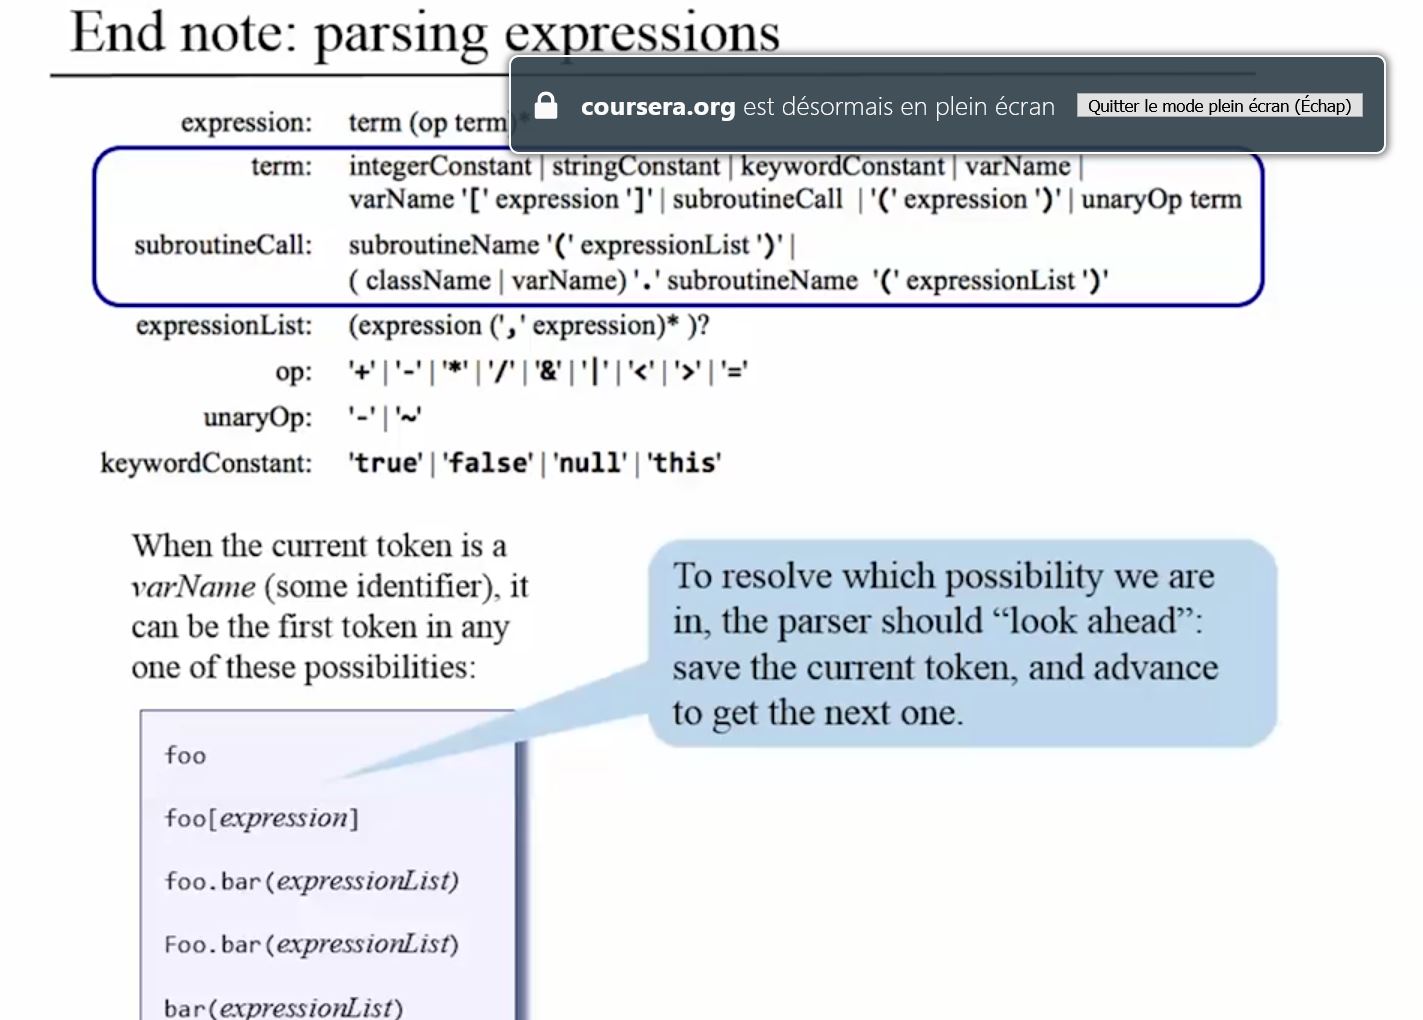 End note: parsing expressions
coursera.org est désormais en plein écran Quitter le mode plein écran (Échap)
expression: term (op term)*
term: integerConstant | stringConstant | keywordConstant | varName |
varName '[' expression ']' | subroutineCall | '(' expression ')' | unaryOp term
subroutineCall: subroutineName '(' expressionList ')' |
( className | varName) '.' subroutineName '(' expressionList ')'
expressionList: (expression (',' expression)* )?
op: '+' | '-' | '*' | '/' | '&' | '|' | '<' | '>' | '='
unaryOp: '-' | '~'
keywordConstant: 'true' | 'false' | 'null' | 'this'
When the current token is a
varName (some identifier), it
can be the first token in any
one of these possibilities:
To resolve which possibility we are
in, the parser should “look ahead”:
save the current token, and advance
to get the next one.
foo
foo[expression]
foo.bar(expressionList)
Foo.bar(expressionList)
bar(expressionList)